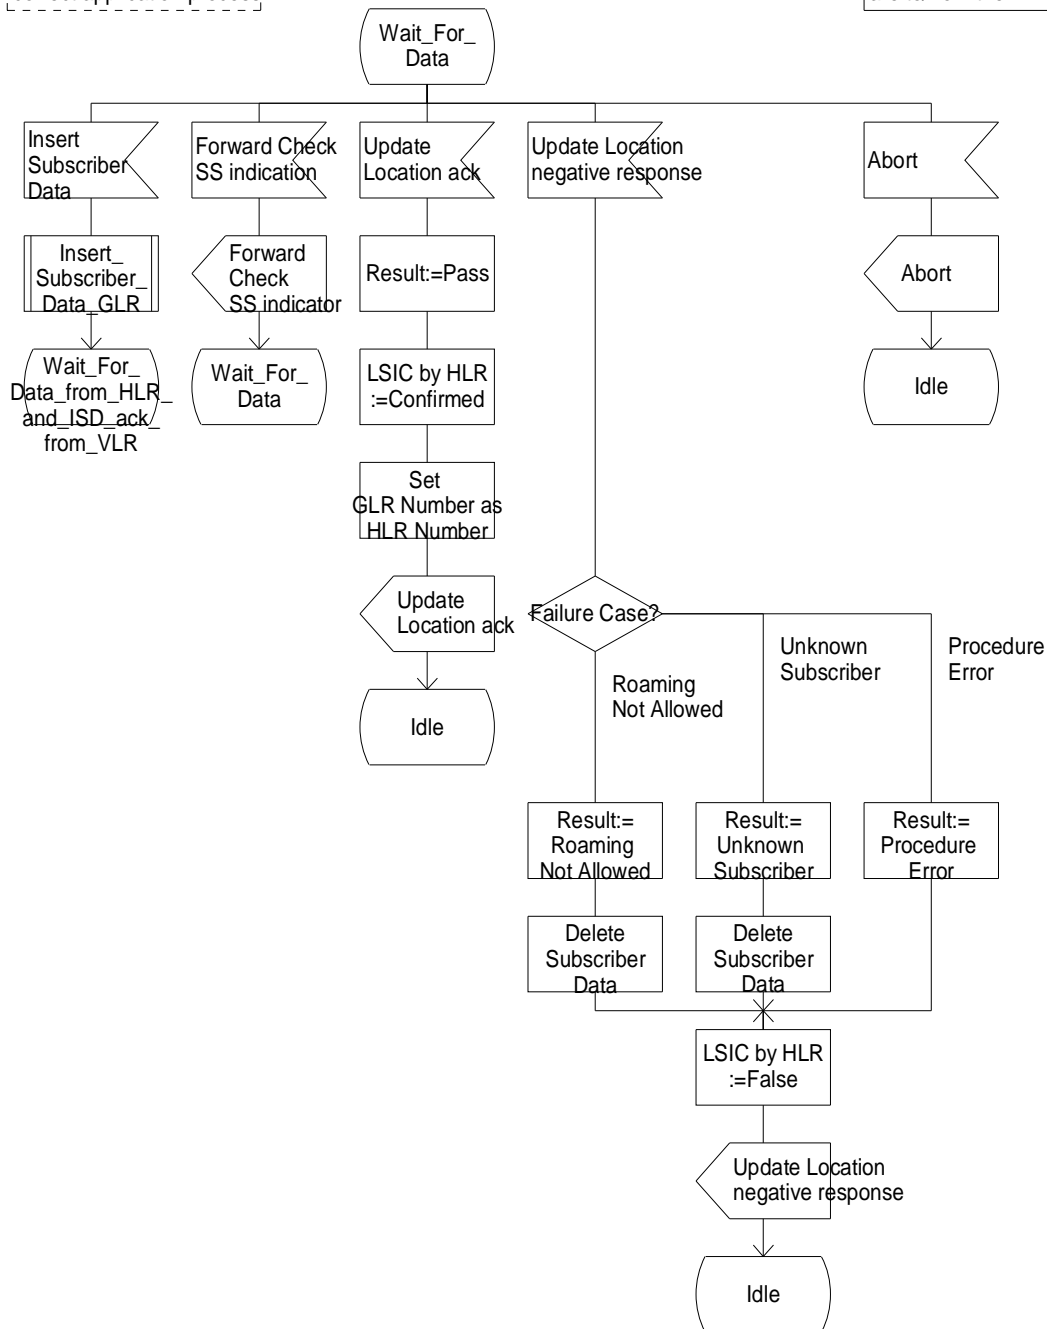 Wait_For_
Data
Insert
Subscriber
Data
Forward Check
SS indication
Update
Location ack
Update Location
negative response
Abort
Insert_
Subscriber_
Data_GLR
Forward
Check
SS indicator
Result:=Pass
Abort
Wait_For_
Data_from_HLR_
and_ISD_ack_
from_VLR
Wait_For_
Data
LSIC by HLR
:=Confirmed
Idle
Set
GLR Number as
HLR Number
Update
Location ack
Failure Case?
Unknown
Subscriber
Procedure
Error
Roaming
Not Allowed
Idle
Result:=
Roaming
Not Allowed
Result:=
Unknown
Subscriber
Result:=
Procedure
Error
Delete
Subscriber
Data
Delete
Subscriber
Data
LSIC by HLR
:=False
Update Location
negative response
Idle